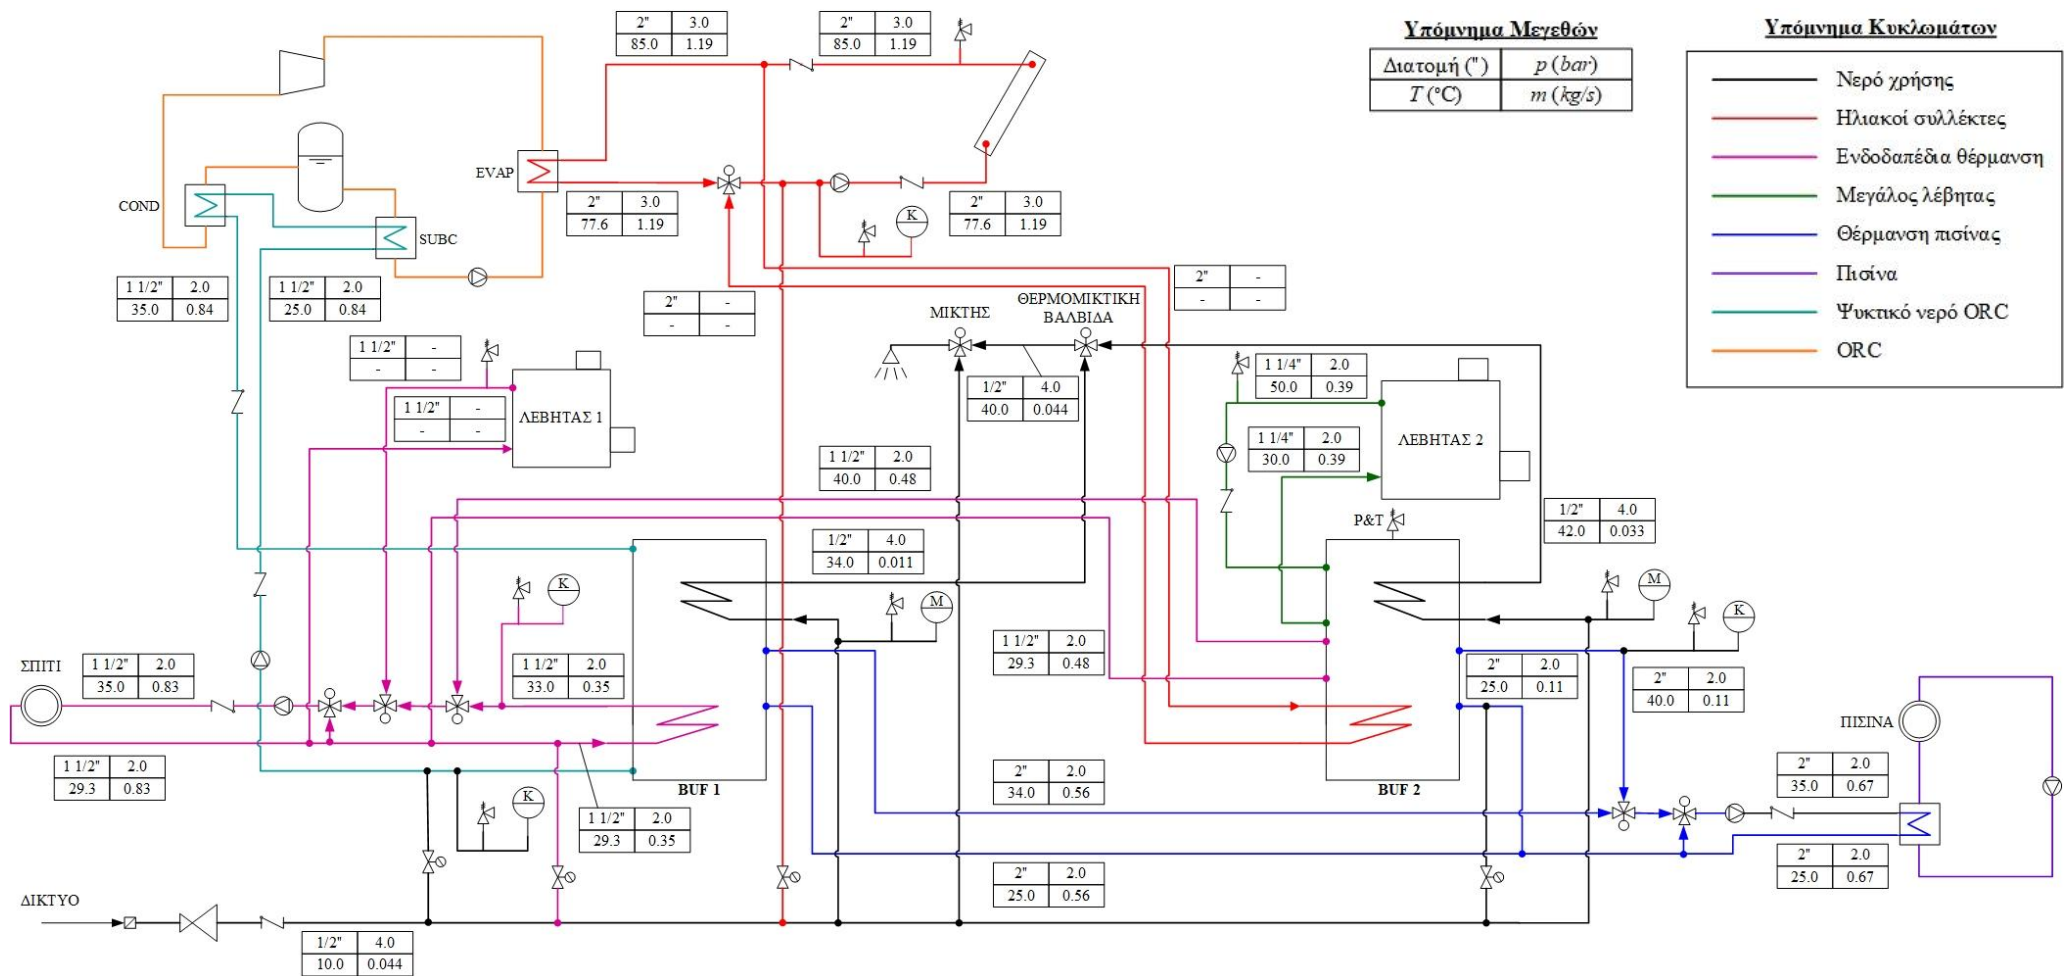 2" 3.0
85.0 1.19
2" 3.0
85.0 1.19
Υπόμνημα Μεγεθών
Διατομή (") p (bar)
T (°C) m (kg/s)
Υπόμνημα Κυκλωμάτων
Νερό χρήσης
Ηλιακοί συλλέκτες
Ενδοδαπέδια θέρμανση
Μεγάλος λέβητας
Θέρμανση πισίνας
Πισίνα
Ψυκτικό νερό ORC
ORC
EVAP
COND
SUBC
2" 3.0
77.6 1.19
K
2" 3.0
77.6 1.19
1 1/2" 2.0
35.0 0.84
1 1/2" 2.0
25.0 0.84
2" -
- -
2" -
- -
ΜΙΚΤΗΣ
ΘΕΡΜΟΜΙΚΤΙΚΗ
ΒΑΛΒΙΔΑ
1 1/2" -
- -
1 1/2" -
- -
ΛΕΒΗΤΑΣ 1
1/2" 4.0
40.0 0.044
1 1/4" 2.0
50.0 0.39
1 1/4" 2.0
30.0 0.39
ΛΕΒΗΤΑΣ 2
1 1/2" 2.0
40.0 0.48
1/2" 4.0
42.0 0.033
P&T
1/2" 4.0
34.0 0.011
K
M
M
K
1 1/2" 2.0
29.3 0.48
ΣΠΙΤΙ
1 1/2" 2.0
35.0 0.83
1 1/2" 2.0
33.0 0.35
2" 2.0
25.0 0.11
2" 2.0
40.0 0.11
ΠΙΣΙΝΑ
1 1/2" 2.0
29.3 0.83
BUF 1
BUF 2
K
1 1/2" 2.0
29.3 0.35
2" 2.0
34.0 0.56
2" 2.0
35.0 0.67
2" 2.0
25.0 0.56
2" 2.0
25.0 0.67
ΔΙΚΤΥΟ
1/2" 4.0
10.0 0.044